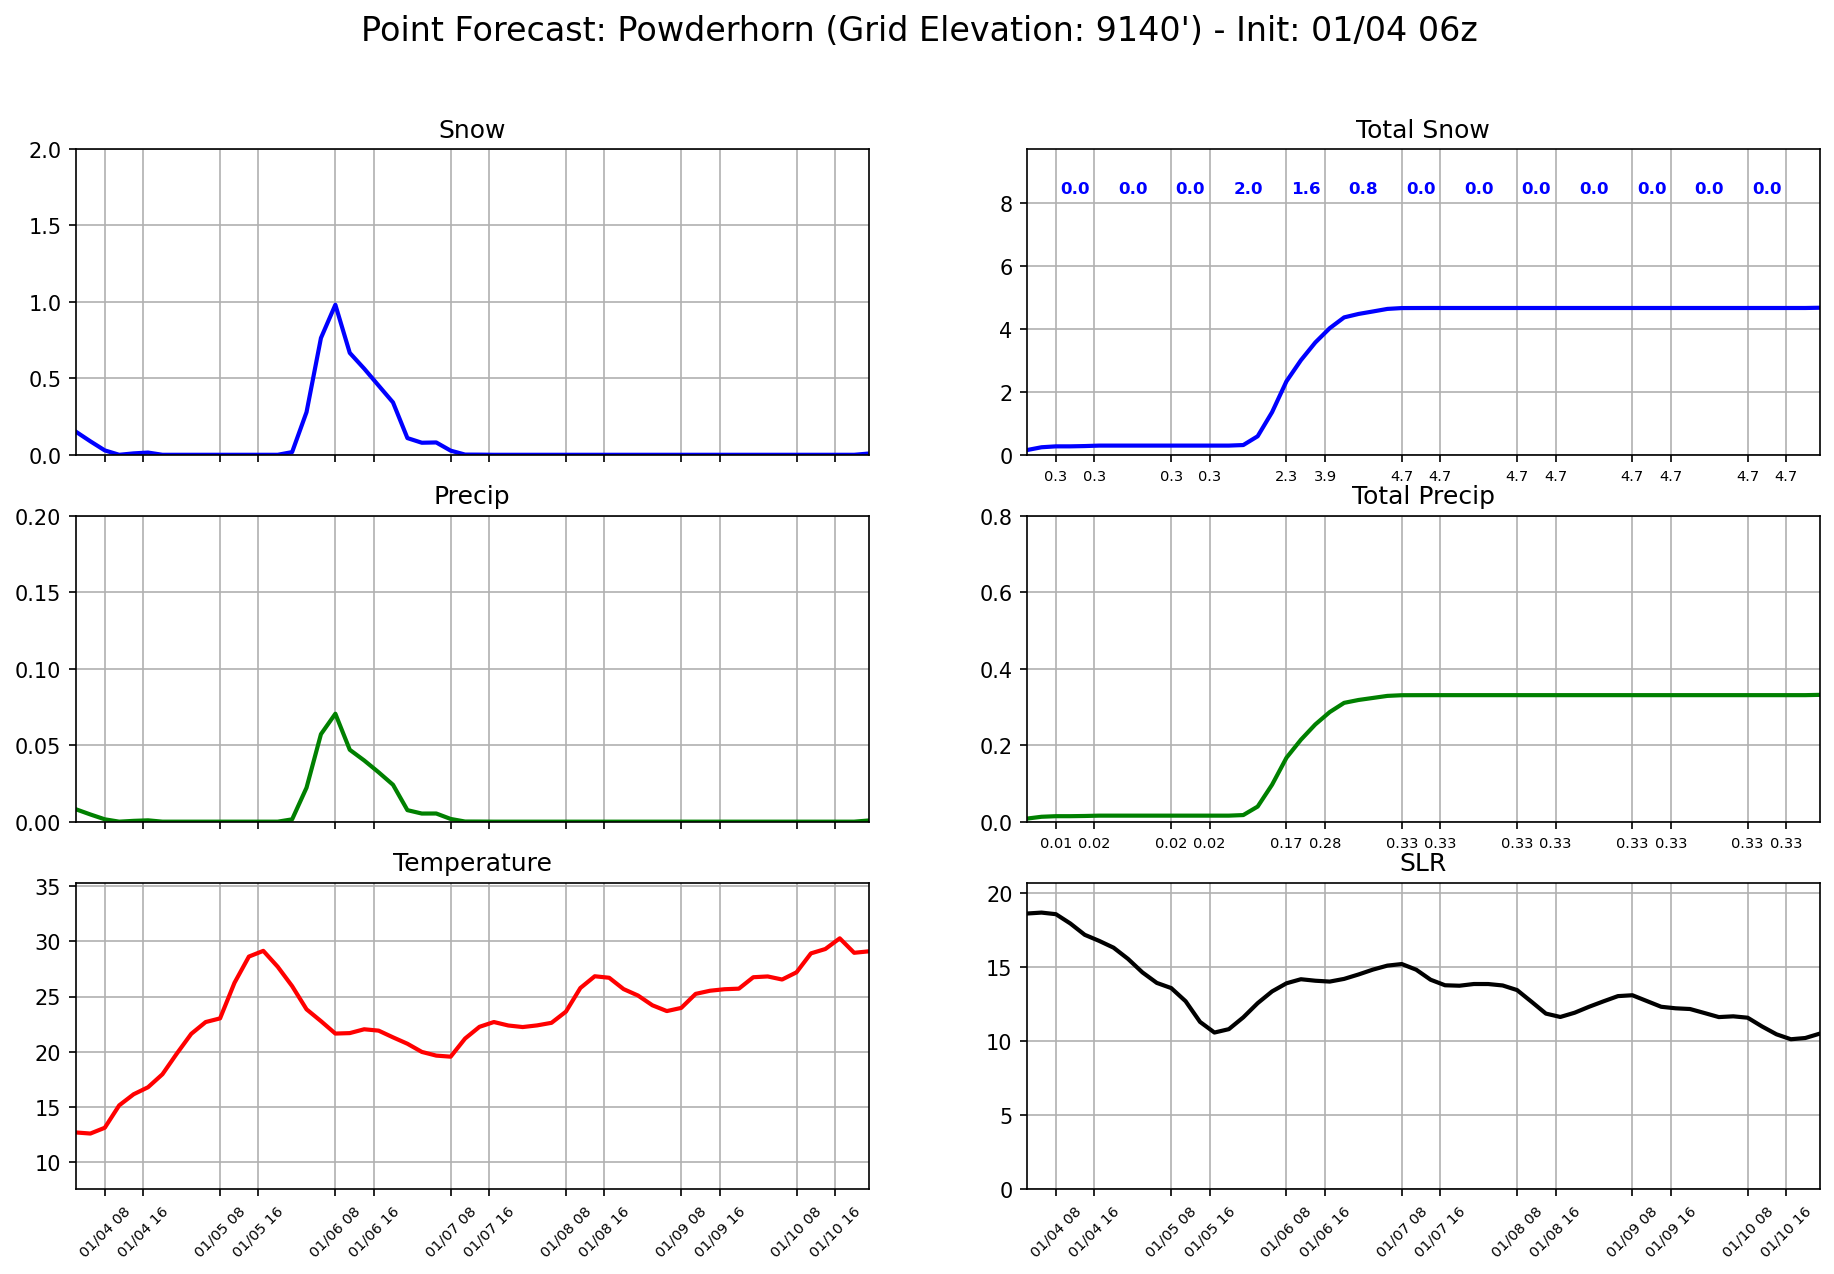 Point Forecast: Powderhorn (Grid Elevation: 9140') - Init: 01/04 06z
Snow
2.0
1.5
1.0
0.5
0.0
Total Snow
0.0 0.0 0.0 2.0 1.6 0.8 0.0 0.0 0.0 0.0 0.0 0.0 0.0
8
6
4
2
0
0.3 0.3 0.3 0.3 2.3 3.9 4.7 4.7 4.7 4.7 4.7 4.7 4.7 4.7
Precip
0.20
0.15
0.10
0.05
0.00
Total Precip
0.8
0.6
0.4
0.2
0.0
0.01 0.02 0.02 0.02 0.17 0.28 0.33 0.33 0.33 0.33 0.33 0.33 0.33 0.33
Temperature
35
30
25
20
15
10
01/04 08 01/04 16 01/05 08 01/05 16 01/06 08 01/06 16 01/07 08 01/07 16 01/08 08 01/08 16 01/09 08 01/09 16 01/10 08 01/10 16
SLR
20
15
10
5
0
01/04 08 01/04 16 01/05 08 01/05 16 01/06 08 01/06 16 01/07 08 01/07 16 01/08 08 01/08 16 01/09 08 01/09 16 01/10 08 01/10 16